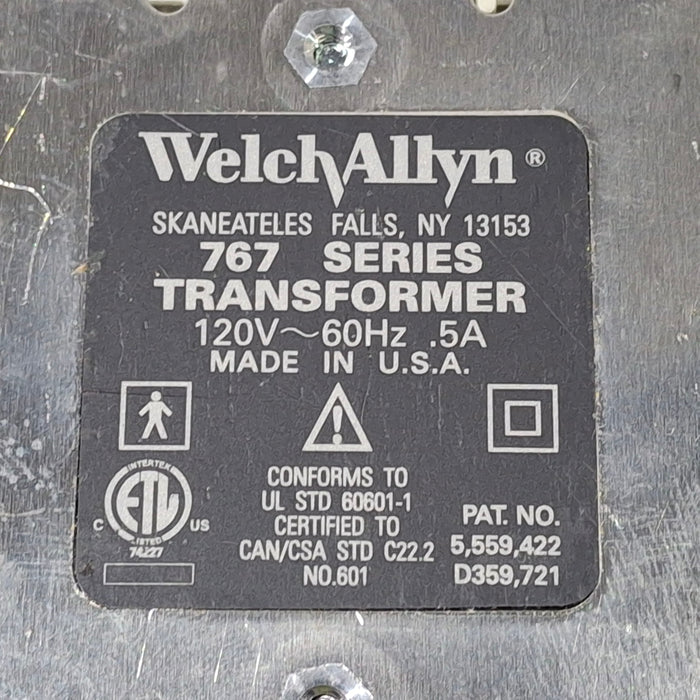 WelchAllyn®
SKANEATELES FALLS, NY 13153
767 SERIES
TRANSFORMER
120V~60Hz .5A
MADE IN U.S.A.
INTERTEK
ETL
C US
LISTED
74227
CONFORMS TO
UL STD 60601-1
CERTIFIED TO
CAN/CSA STD C22.2
NO.601
PAT. NO.
5,559,422
D359,721